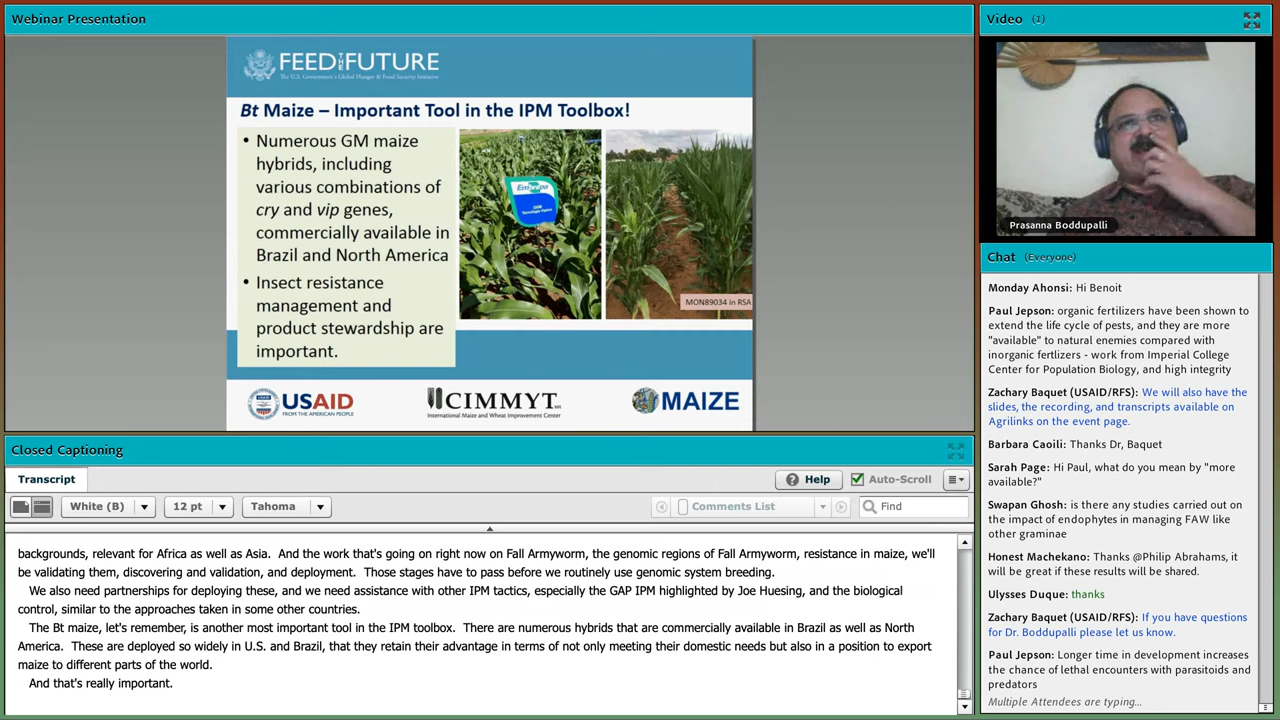 Webinar Presentation
FEED THE FUTURE
The U.S. Government's Global Hunger & Food Security Initiative
Bt Maize – Important Tool in the IPM Toolbox!
• Numerous GM maize
hybrids, including
various combinations of
cry and vip genes,
commercially available in
Brazil and North America
• Insect resistance
management and
product stewardship are
important.
Embrapa
MON89034 in RSA
USAID
FROM THE AMERICAN PEOPLE
CIMMYT
International Maize and Wheat Improvement Center
MAIZE
Closed Captioning
Transcript
Help
Auto-Scroll
White (B)
12 pt
Tahoma
Comments List
Find
backgrounds, relevant for Africa as well as Asia. And the work that's going on right now on Fall Armyworm, the genomic regions of Fall Armyworm, resistance in maize, we'll
be validating them, discovering and validation, and deployment. Those stages have to pass before we routinely use genomic system breeding.
We also need partnerships for deploying these, and we need assistance with other IPM tactics, especially the GAP IPM highlighted by Joe Huesing, and the biological
control, similar to the approaches taken in some other countries.
The Bt maize, let's remember, is another most important tool in the IPM toolbox. There are numerous hybrids that are commercially available in Brazil as well as North
America. These are deployed so widely in U.S. and Brazil, that they retain their advantage in terms of not only meeting their domestic needs but also in a position to export
maize to different parts of the world.
And that's really important.
Video (1)
Prasanna Boddupalli
Chat (Everyone)
Monday Ahonsi: Hi Benoit
Paul Jepson: organic fertilizers have been shown to
extend the life cycle of pests, and they are more
"available" to natural enemies compared with
inorganic fertlizers - work from Imperial College
Center for Population Biology, and high integrity
Zachary Baquet (USAID/RFS): We will also have the
slides, the recording, and transcripts available on
Agrilinks on the event page.
Barbara Caoili: Thanks Dr, Baquet
Sarah Page: Hi Paul, what do you mean by "more
available?"
Swapan Ghosh: is there any studies carried out on
the impact of endophytes in managing FAW like
other graminae
Honest Machekano: Thanks @Philip Abrahams, it
will be great if these results will be shared.
Ulysses Duque: thanks
Zachary Baquet (USAID/RFS): If you have questions
for Dr. Boddupalli please let us know.
Paul Jepson: Longer time in development increases
the chance of lethal encounters with parasitoids and
predators
Multiple Attendees are typing...